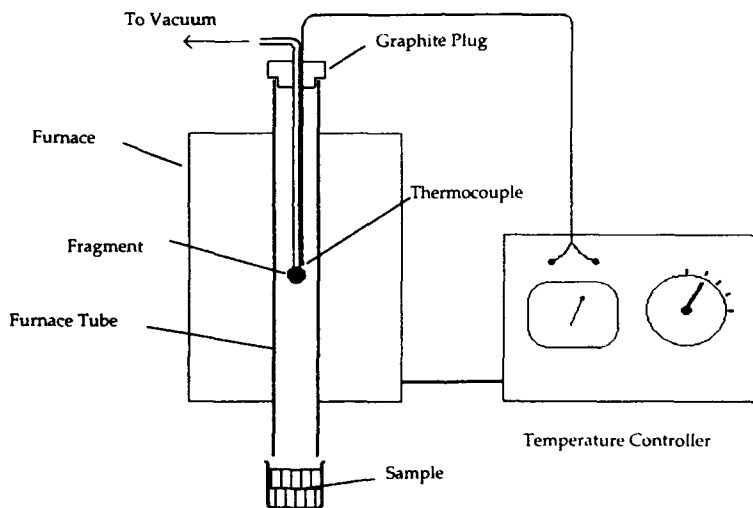 To Vacuum
Graphite Plug
Furnace
Thermocouple
Fragment
Furnace Tube
Temperature Controller
Sample